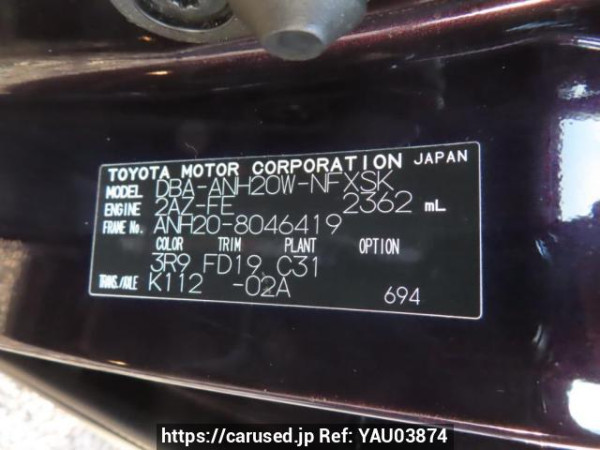 TOYOTA MOTOR CORPORATION JAPAN
MODEL DBA-ANH20W-NFXSK
ENGINE 2AZ-FE 2362 mL
FRAME No. ANH20-8046419
COLOR TRIM PLANT OPTION
3R9 FD19 C31
TRANS./AXLE K112 -02A
694
https://carused.jp Ref: YAU03874